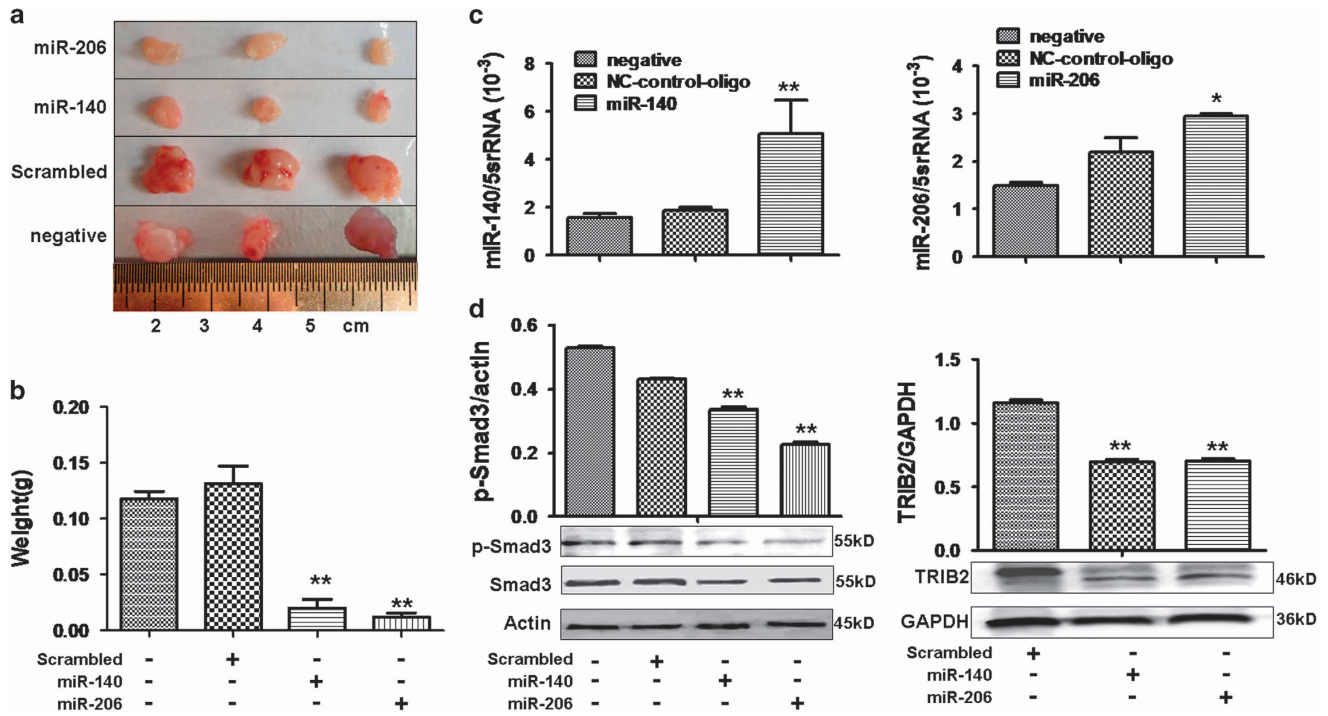 a
miR-206
miR-140
Scrambled
negative
2 3 4 5 cm
b
Weight(g)
0.20
0.15
0.10
0.05
0.00
**
**
Scrambled - + - -
miR-140 - - + -
miR-206 - - - +
c
miR-140/5srRNA (10-3)
8
6
4
2
0
negative
NC-control-oligo
miR-140
**
miR-206/5srRNA (10-3)
4
3
2
1
0
negative
NC-control-oligo
miR-206
*
d
p-Smad3/actin
0.6
0.4
0.2
0.0
**
**
p-Smad3 55kD
Smad3 55kD
Actin 45kD
Scrambled - + - -
miR-140 - - + -
miR-206 - - - +
TRIB2/GAPDH
1.5
1.0
0.5
0.0
**
**
TRIB2 46kD
GAPDH 36kD
Scrambled + - -
miR-140 - + -
miR-206 - - +